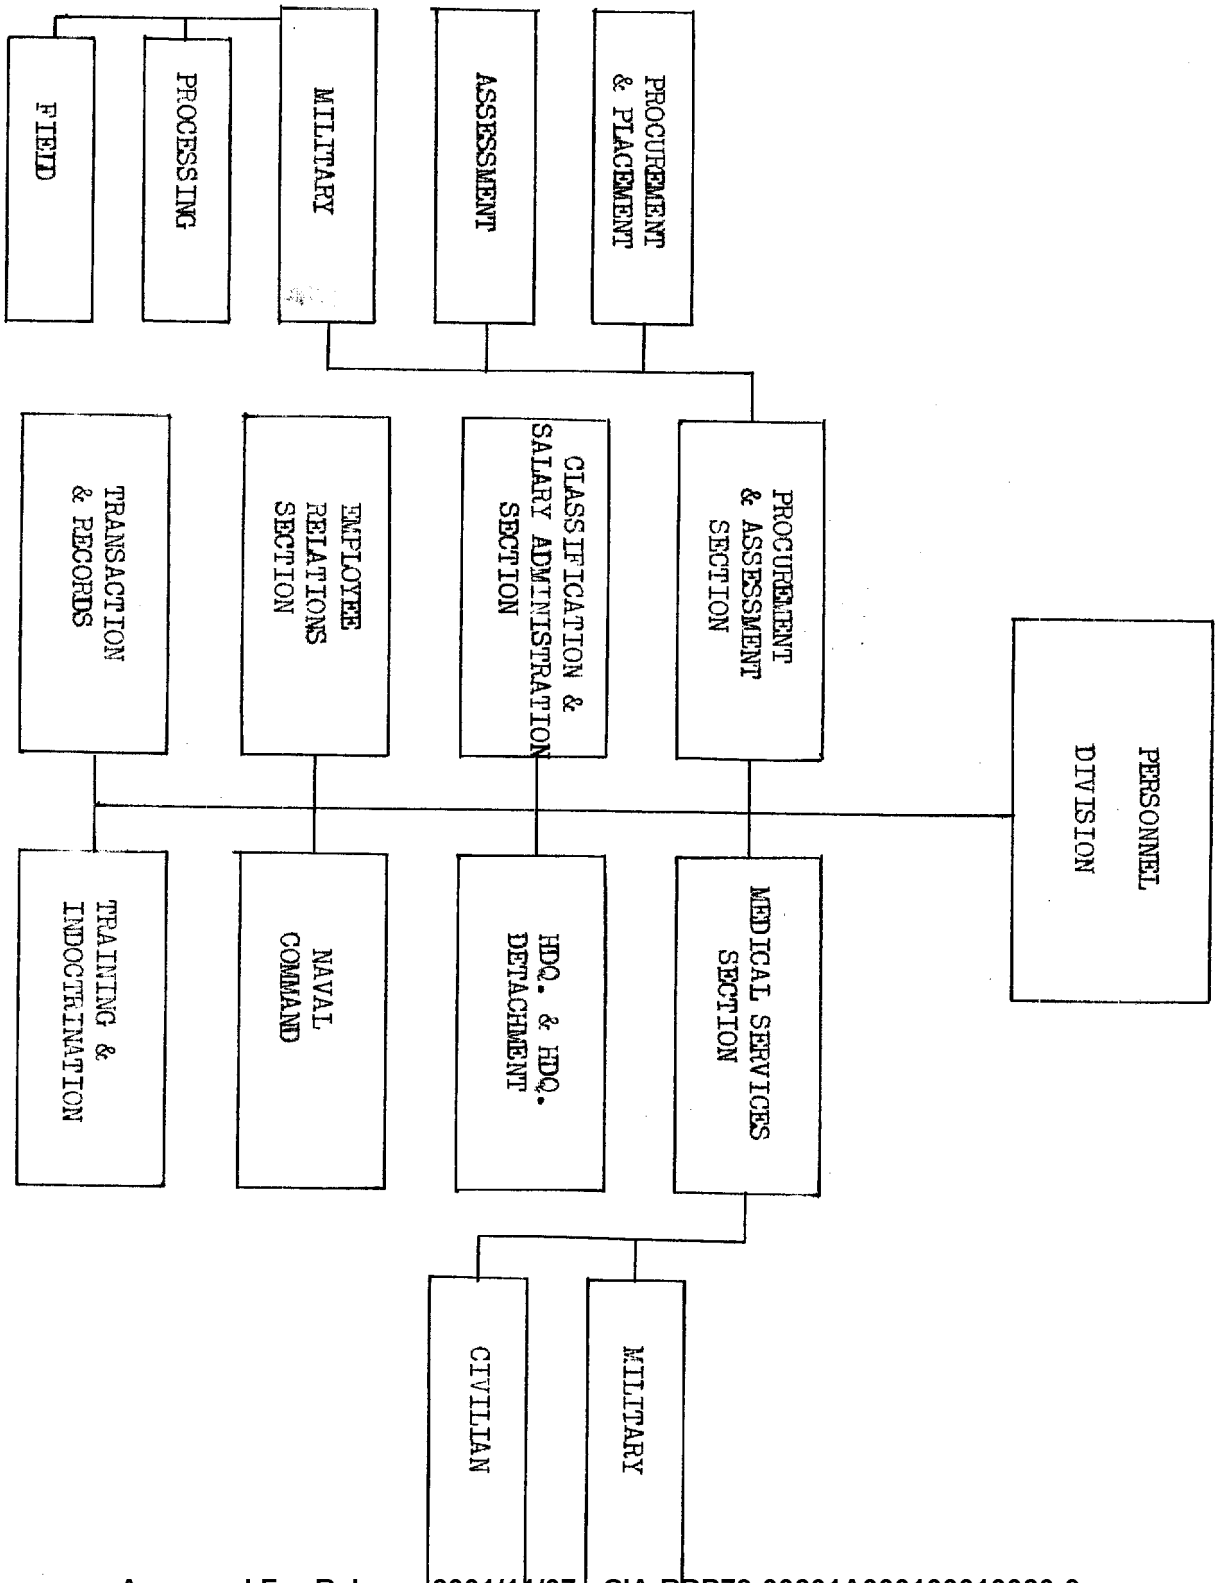 PERSONNEL
DIVISION
PROCUREMENT
& ASSESSMENT
SECTION
MEDICAL SERVICES
SECTION
PROCUREMENT
& PLACEMENT
ASSESSMENT
MILITARY
PROCESSING
FIELD
MILITARY
CIVILIAN
CLASSIFICATION &
SALARY ADMINISTRATION
SECTION
HDQ. & HDQ.
DETACHMENT
EMPLOYEE
RELATIONS
SECTION
NAVAL
COMMAND
TRANSACTION
& RECORDS
TRAINING &
INDOCTRINATION